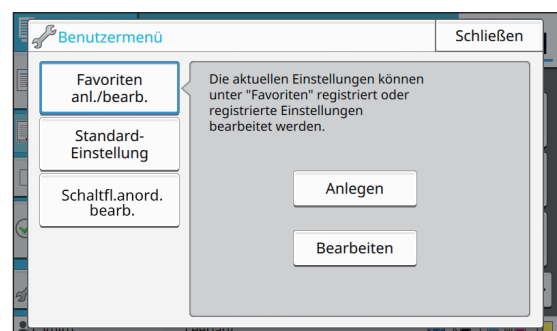 Benutzermenü
Schließen
Favoriten
anl./bearb.
Standard-
Einstellung
Schaltfl.anord.
bearb.
Die aktuellen Einstellungen können
unter "Favoriten" registriert oder
registrierte Einstellungen
bearbeitet werden.
Anlegen
Bearbeiten